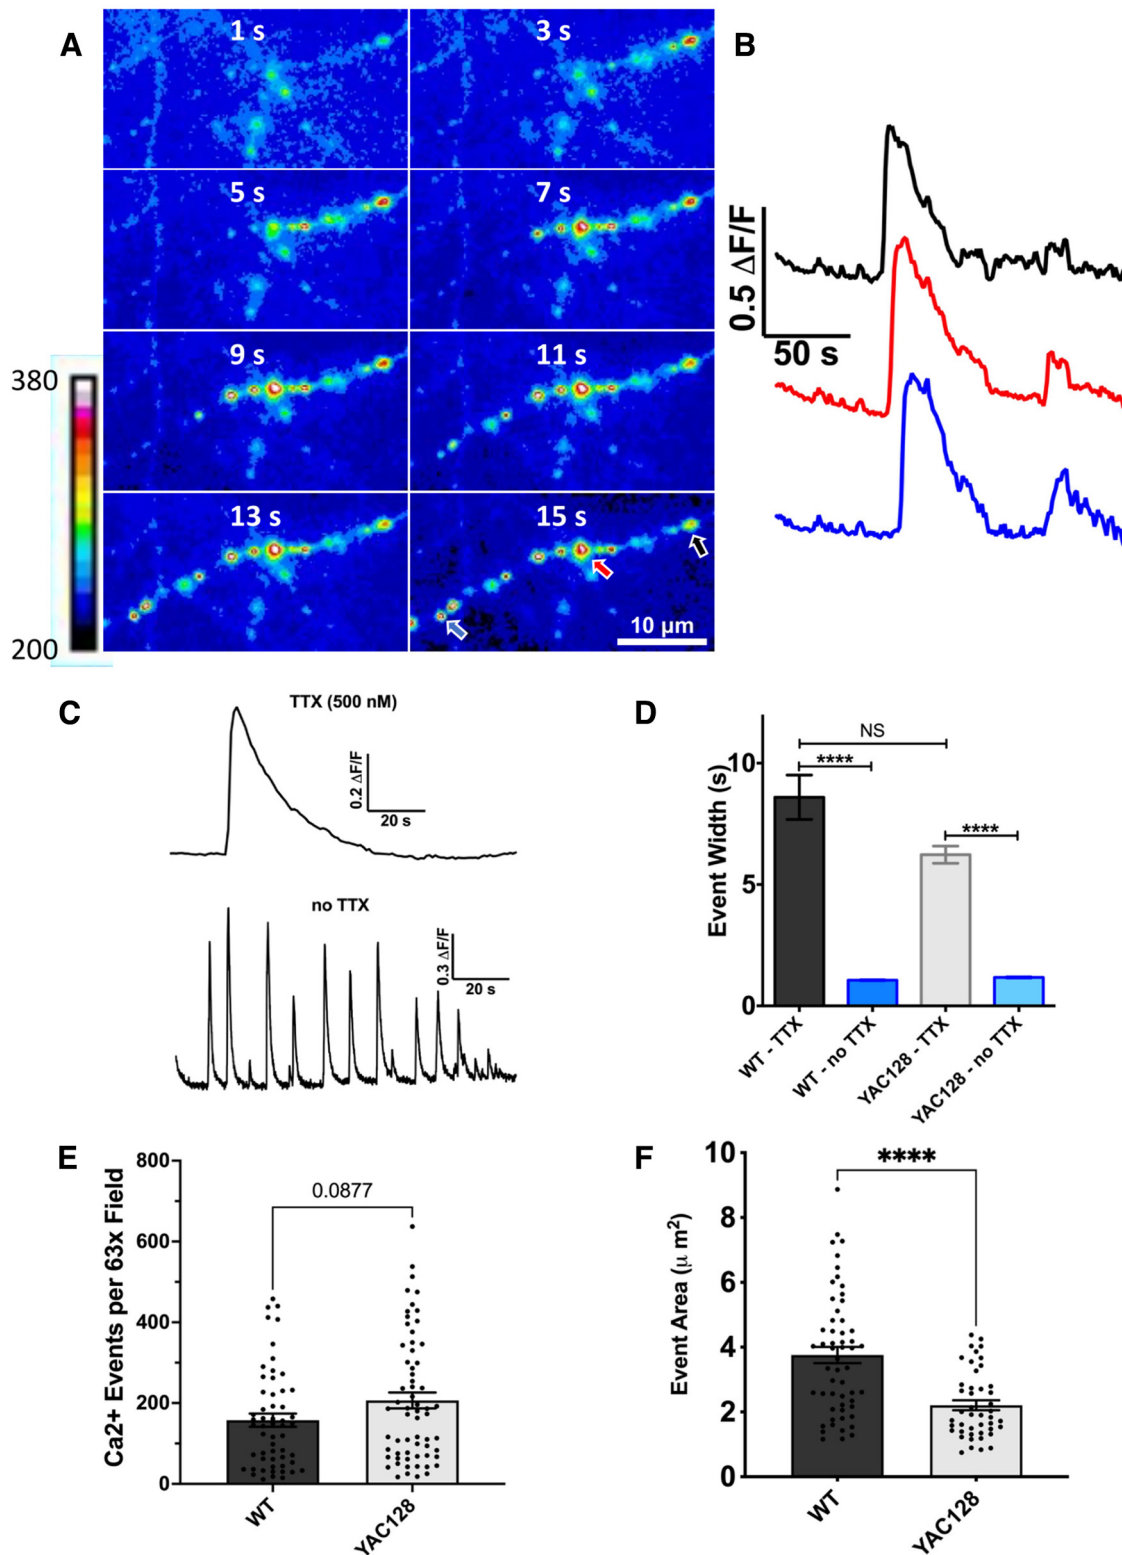 A
1 s
3 s
B
5 s
7 s
0.5 ΔF/F
50 s
9 s
11 s
380
13 s
15 s
200
10 µm
C
TTX (500 nM)
0.2 ΔF/F
20 s
no TTX
0.3 ΔF/F
20 s
D
Event Width (s)
10
5
0
NS
****
****
WT - TTX
WT - no TTX
YAC128 - TTX
YAC128 - no TTX
E
Ca2+ Events per 63x Field
800
600
400
200
0
0.0877
WT
YAC128
F
Event Area (μ m²)
10
8
6
4
2
0
****
WT
YAC128